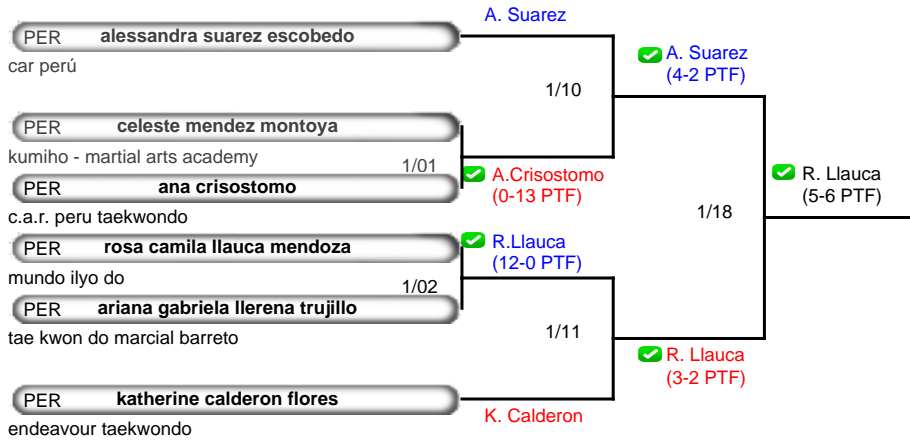 A. Suarez
PER alessandra suarez escobedo
car perú
A. Suarez
(4-2 PTF)
1/10
PER celeste mendez montoya
kumiho - martial arts academy
1/01
A.Crisostomo
(0-13 PTF)
PER ana crisostomo
c.a.r. peru taekwondo
R. Llauca
(5-6 PTF)
1/18
PER rosa camila llauca mendoza
mundo ilyo do
R.Llauca
(12-0 PTF)
1/02
PER ariana gabriela llerena trujillo
tae kwon do marcial barreto
1/11
R. Llauca
(3-2 PTF)
PER katherine calderon flores
endeavour taekwondo
K. Calderon